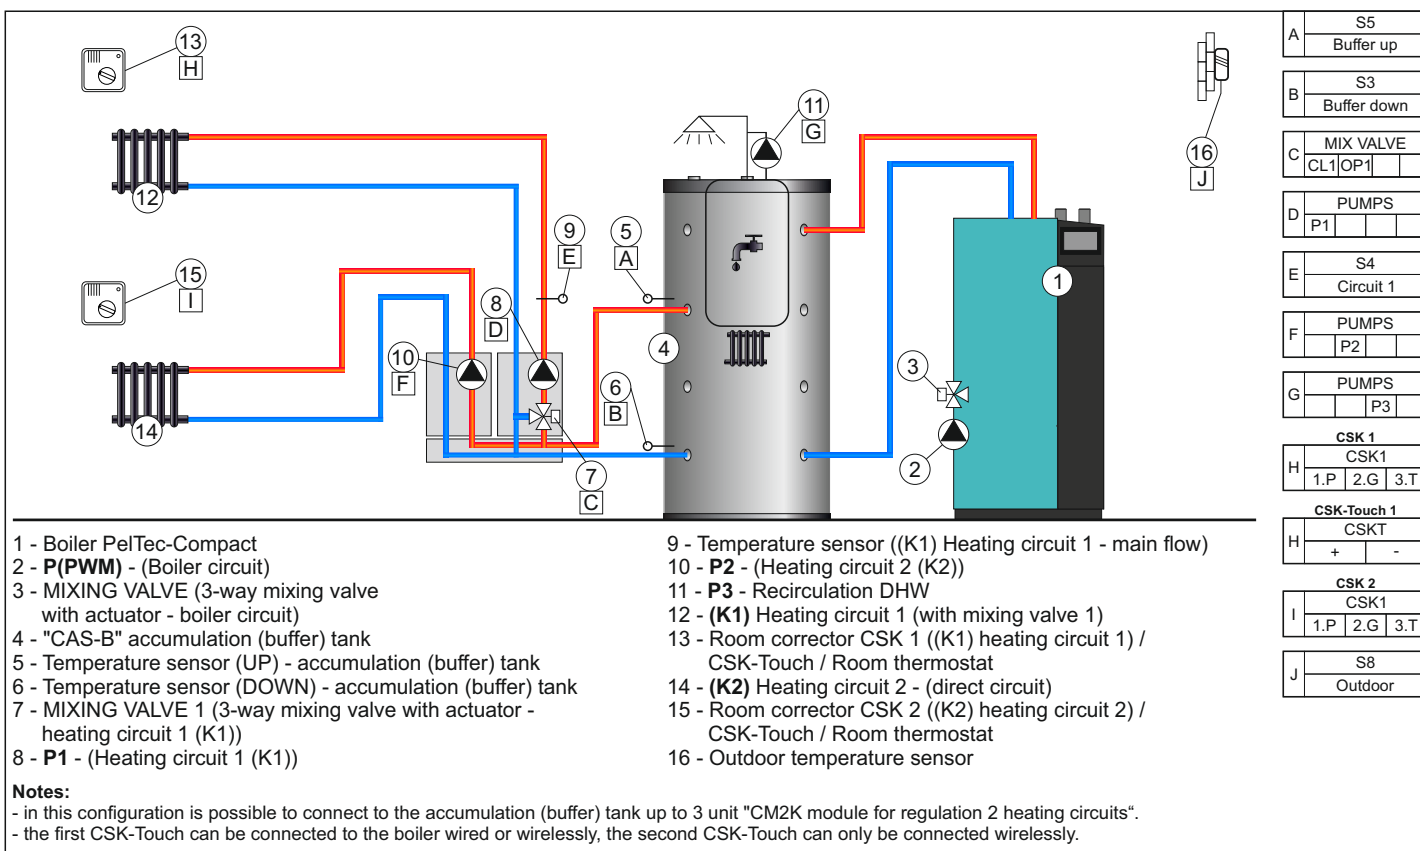 13
H
12
15
I
14
10
F
8
D
9
E
7
C
5
A
6
B
4
11
G
3
2
1
16
J
A
S5
Buffer up
B
S3
Buffer down
C
MIX VALVE
CL1 OP1
D
PUMPS
P1
E
S4
Circuit 1
F
PUMPS
P2
G
PUMPS
P3
CSK 1
H
CSK1
1.P 2.G 3.T
CSK-Touch 1
H
CSKT
+ -
CSK 2
I
CSK1
1.P 2.G 3.T
J
S8
Outdoor
1 - Boiler PelTec-Compact
2 - P(PWM) - (Boiler circuit)
3 - MIXING VALVE (3-way mixing valve
with actuator - boiler circuit)
4 - "CAS-B" accumulation (buffer) tank
5 - Temperature sensor (UP) - accumulation (buffer) tank
6 - Temperature sensor (DOWN) - accumulation (buffer) tank
7 - MIXING VALVE 1 (3-way mixing valve with actuator -
heating circuit 1 (K1))
8 - P1 - (Heating circuit 1 (K1))
9 - Temperature sensor ((K1) Heating circuit 1 - main flow)
10 - P2 - (Heating circuit 2 (K2))
11 - P3 - Recirculation DHW
12 - (K1) Heating circuit 1 (with mixing valve 1)
13 - Room corrector CSK 1 ((K1) heating circuit 1) /
CSK-Touch / Room thermostat
14 - (K2) Heating circuit 2 - (direct circuit)
15 - Room corrector CSK 2 ((K2) heating circuit 2) /
CSK-Touch / Room thermostat
16 - Outdoor temperature sensor
Notes:
- in this configuration is possible to connect to the accumulation (buffer) tank up to 3 unit "CM2K module for regulation 2 heating circuits“.
- the first CSK-Touch can be connected to the boiler wired or wirelessly, the second CSK-Touch can only be connected wirelessly.